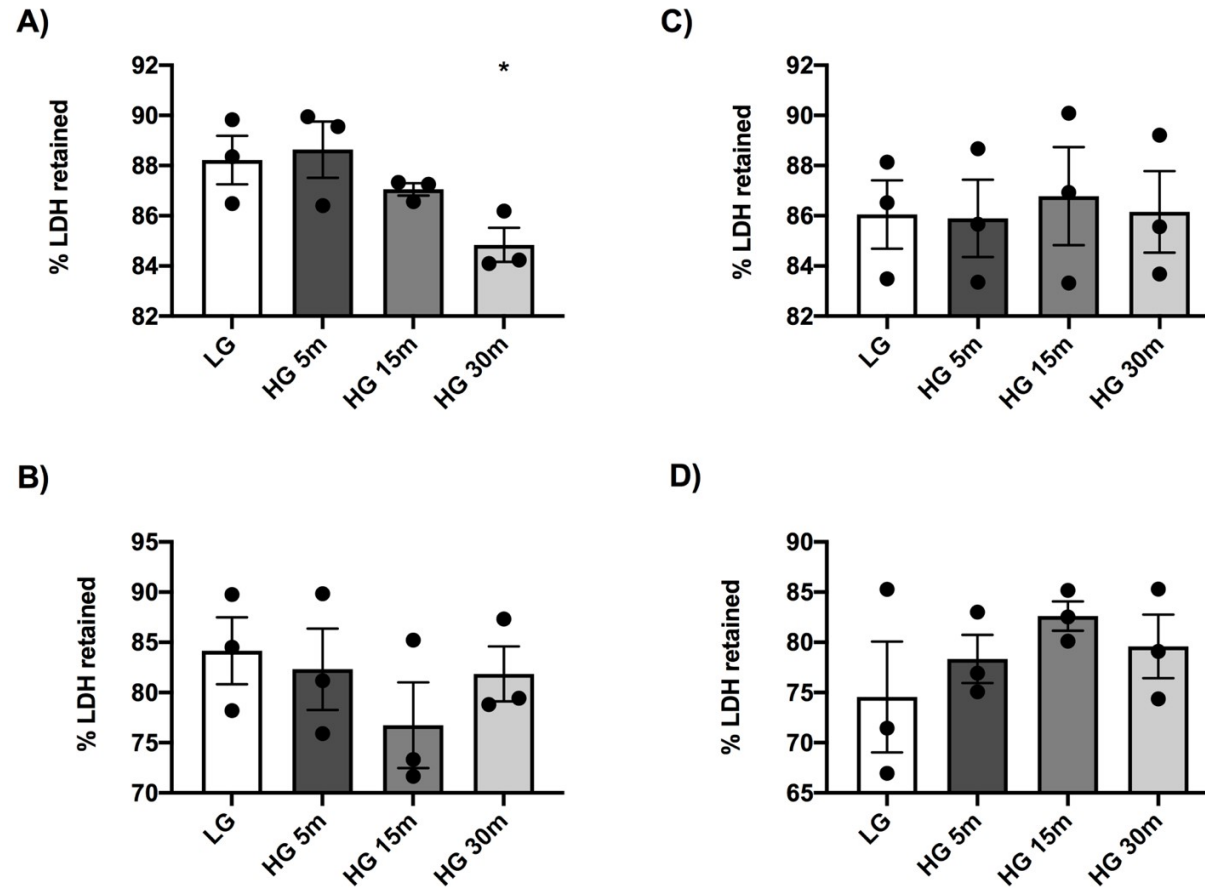 A)
% LDH retained
92
90
88
86
84
82
*
LG
HG 5m
HG 15m
HG 30m
C)
% LDH retained
92
90
88
86
84
82
LG
HG 5m
HG 15m
HG 30m
B)
% LDH retained
95
90
85
80
75
70
LG
HG 5m
HG 15m
HG 30m
D)
% LDH retained
90
85
80
75
70
65
LG
HG 5m
HG 15m
HG 30m